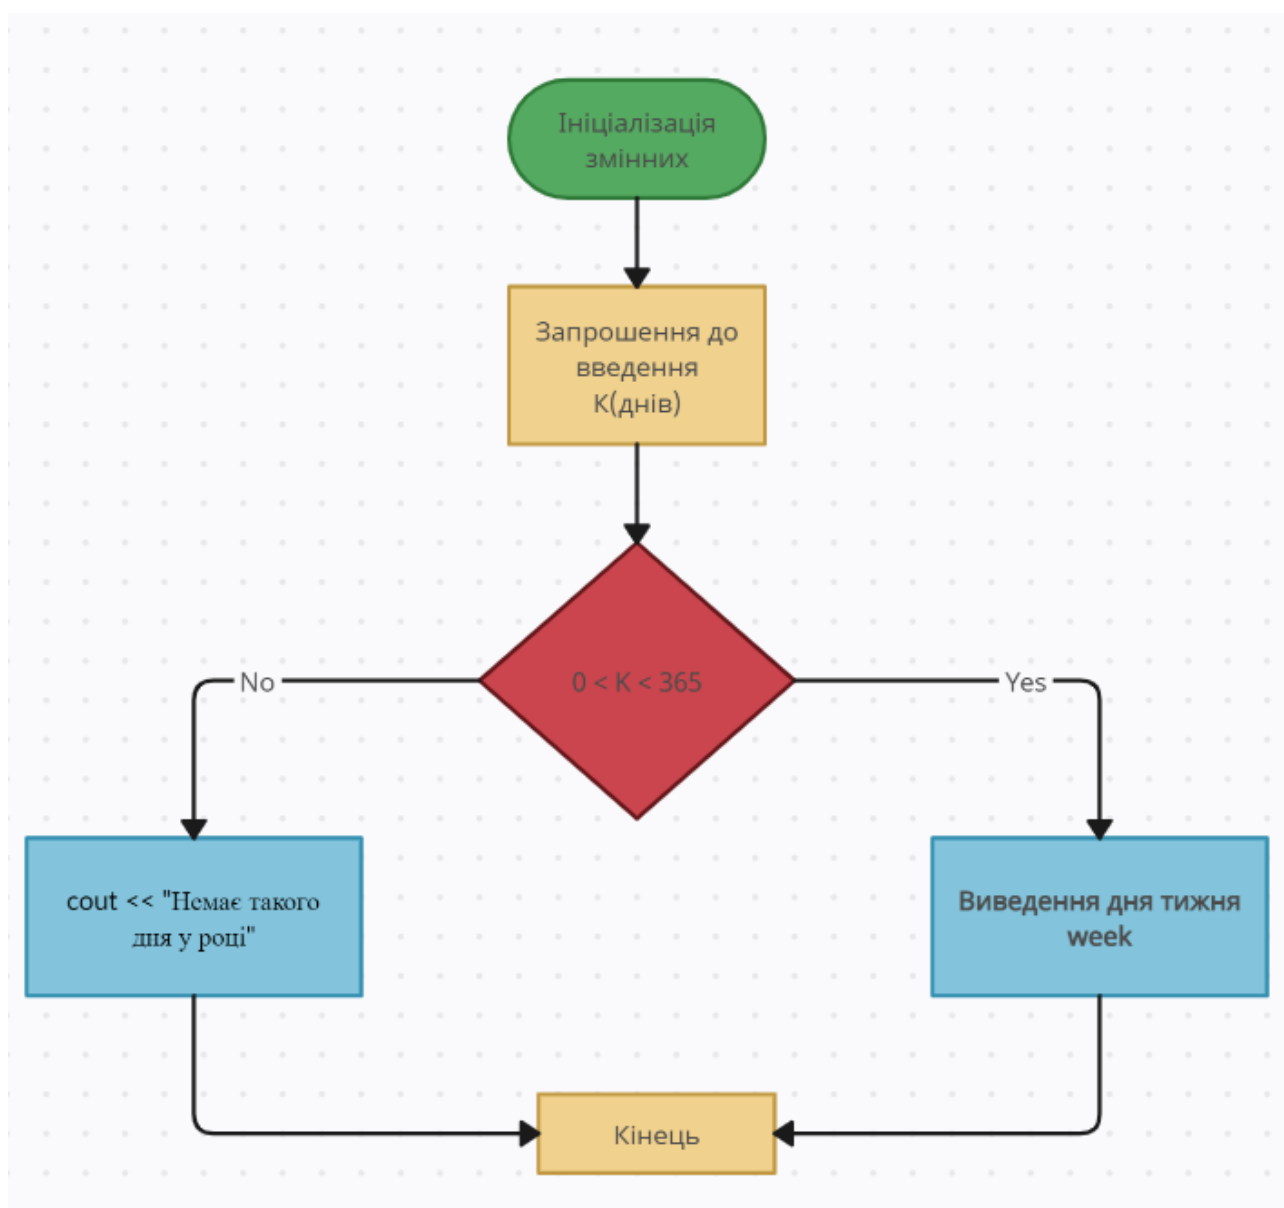 Ініціалізація
змінних
Запрошення до
введення
К(днів)
0 < K < 365
No
Yes
cout << "Немає такого
дня у році"
Виведення дня тижня
week
Кінець